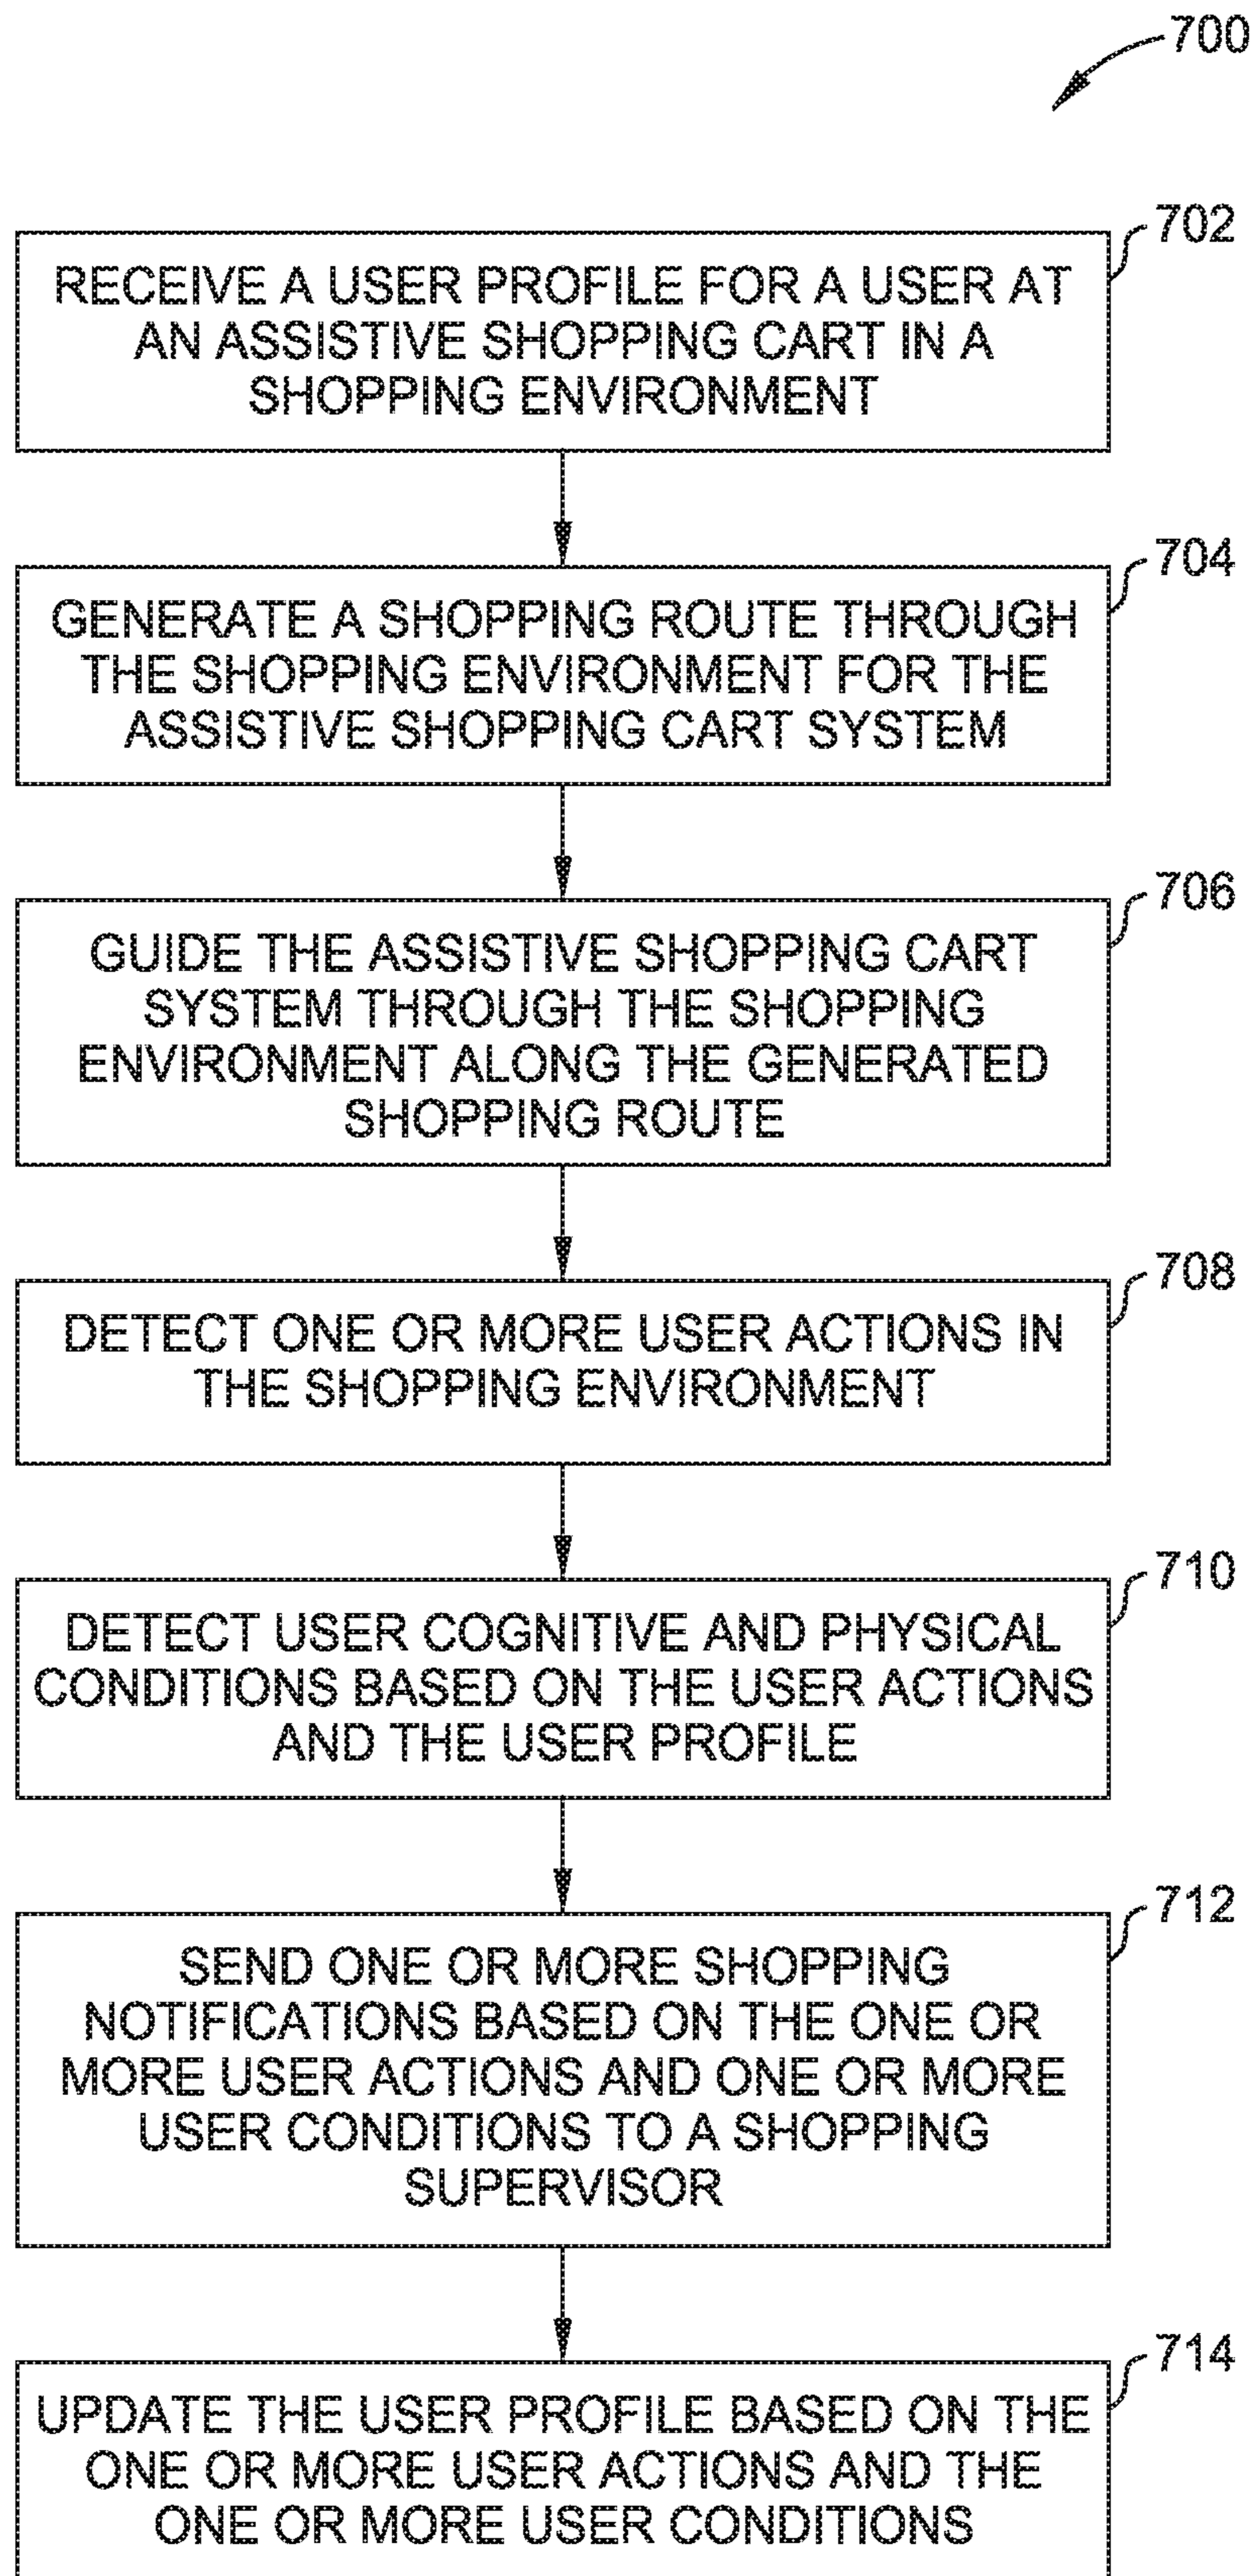 700
702
RECEIVE A USER PROFILE FOR A USER AT
AN ASSISTIVE SHOPPING CART IN A
SHOPPING ENVIRONMENT
704
GENERATE A SHOPPING ROUTE THROUGH
THE SHOPPING ENVIRONMENT FOR THE
ASSISTIVE SHOPPING CART SYSTEM
706
GUIDE THE ASSISTIVE SHOPPING CART
SYSTEM THROUGH THE SHOPPING
ENVIRONMENT ALONG THE GENERATED
SHOPPING ROUTE
708
DETECT ONE OR MORE USER ACTIONS IN
THE SHOPPING ENVIRONMENT
710
DETECT USER COGNITIVE AND PHYSICAL
CONDITIONS BASED ON THE USER ACTIONS
AND THE USER PROFILE
712
SEND ONE OR MORE SHOPPING
NOTIFICATIONS BASED ON THE ONE OR
MORE USER ACTIONS AND ONE OR MORE
USER CONDITIONS TO A SHOPPING
SUPERVISOR
714
UPDATE THE USER PROFILE BASED ON THE
ONE OR MORE USER ACTIONS AND THE
ONE OR MORE USER CONDITIONS